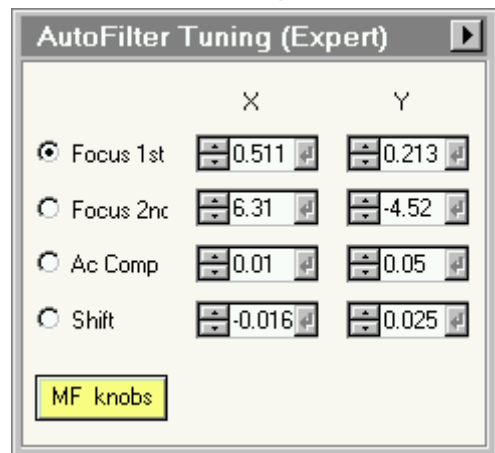 AutoFilter Tuning (Expert)
X Y
Focus 1st 0.511 0.213
Focus 2nc 6.31 -4.52
Ac Comp 0.01 0.05
Shift -0.016 0.025
MF knobs